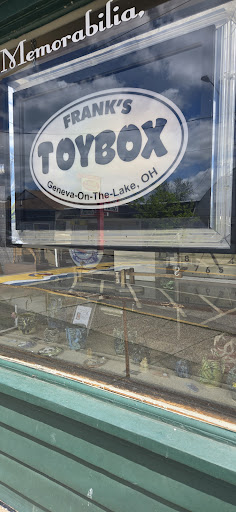 Memorabilia,
FRANK'S
TOYBOX
Geneva-On-The-Lake, OH